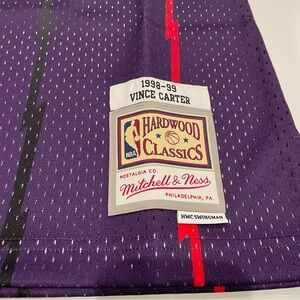 1998-99
VINCE CARTER
NBA
HARDWOOD
CLASSICS
NOSTALGIA CO.
Mitchell & Ness
PHILADELPHIA, PA.
HWC SWINGMAN